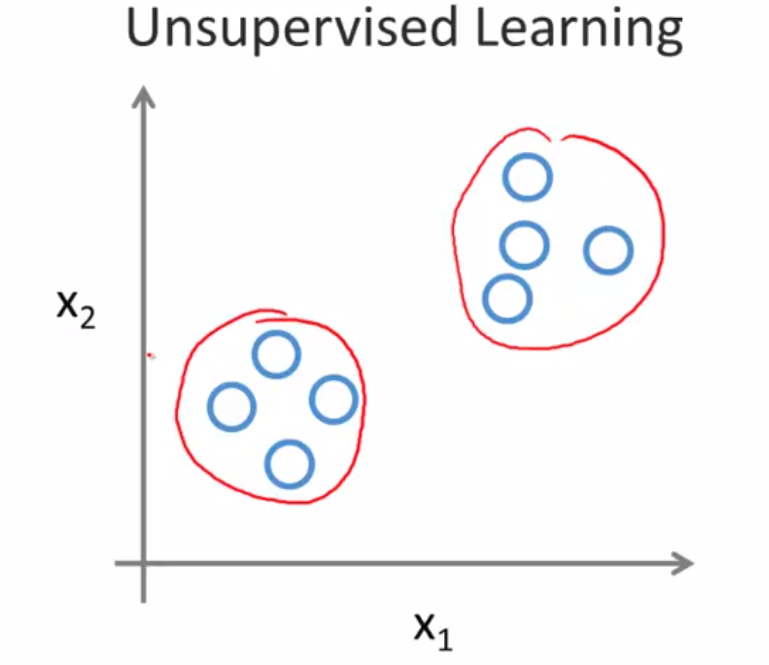 Unsupervised Learning
x₂
x₁